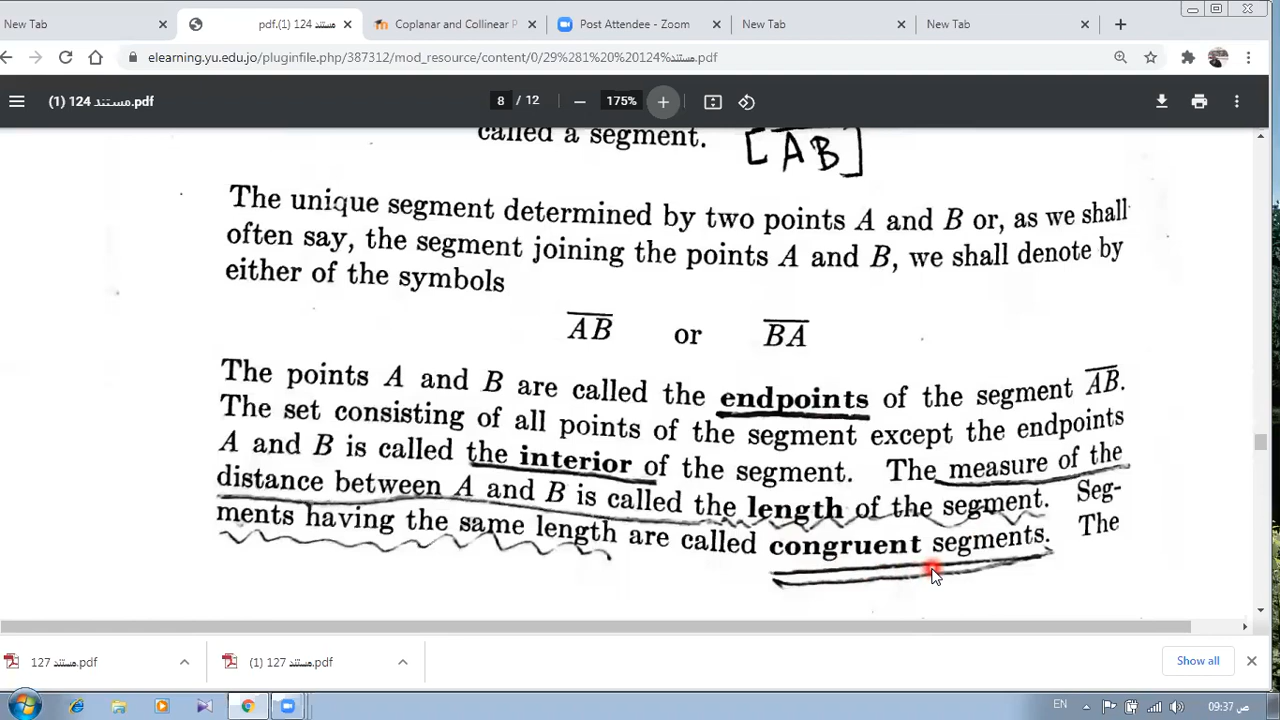 New Tab
pdf.(1) 124 مستند
Coplanar and Collinear P
Post Attendee - Zoom
New Tab
New Tab
elearning.yu.edu.jo/pluginfile.php/387312/mod_resource/content/0/29%281%20%20124%مستند.pdf
(1) 124 مستند.pdf
8 / 12
175%
called a segment. [AB]
The unique segment determined by two points A and B or, as we shall
often say, the segment joining the points A and B, we shall denote by
either of the symbols
AB or BA
The points A and B are called the endpoints of the segment AB.
The set consisting of all points of the segment except the endpoints
A and B is called the interior of the segment. The measure of the
distance between A and B is called the length of the segment. Seg-
ments having the same length are called congruent segments. The
127 مستند.pdf
(1) 127 مستند.pdf
Show all
EN
09:37 ص